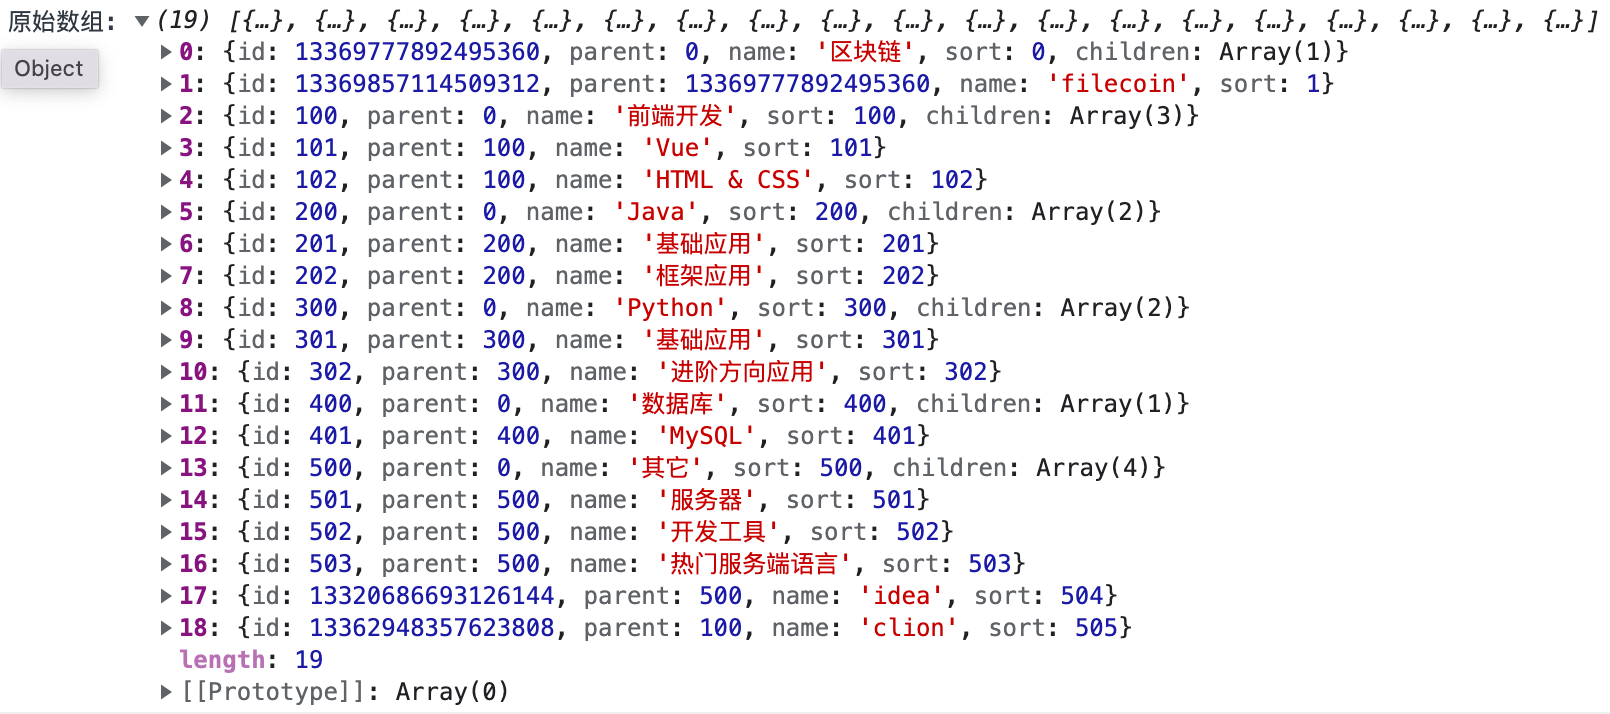 原始数组: ▼(19) [{…}, {…}, {…}, {…}, {…}, {…}, {…}, {…}, {…}, {…}, {…}, {…}, {…}, {…}, {…}, {…}, {…}, {…}, {…}]
▶0: {id: 13369777892495360, parent: 0, name: '区块链', sort: 0, children: Array(1)}
Object
▶1: {id: 13369857114509312, parent: 13369777892495360, name: 'filecoin', sort: 1}
▶2: {id: 100, parent: 0, name: '前端开发', sort: 100, children: Array(3)}
▶3: {id: 101, parent: 100, name: 'Vue', sort: 101}
▶4: {id: 102, parent: 100, name: 'HTML & CSS', sort: 102}
▶5: {id: 200, parent: 0, name: 'Java', sort: 200, children: Array(2)}
▶6: {id: 201, parent: 200, name: '基础应用', sort: 201}
▶7: {id: 202, parent: 200, name: '框架应用', sort: 202}
▶8: {id: 300, parent: 0, name: 'Python', sort: 300, children: Array(2)}
▶9: {id: 301, parent: 300, name: '基础应用', sort: 301}
▶10: {id: 302, parent: 300, name: '进阶方向应用', sort: 302}
▶11: {id: 400, parent: 0, name: '数据库', sort: 400, children: Array(1)}
▶12: {id: 401, parent: 400, name: 'MySQL', sort: 401}
▶13: {id: 500, parent: 0, name: '其它', sort: 500, children: Array(4)}
▶14: {id: 501, parent: 500, name: '服务器', sort: 501}
▶15: {id: 502, parent: 500, name: '开发工具', sort: 502}
▶16: {id: 503, parent: 500, name: '热门服务端语言', sort: 503}
▶17: {id: 13320686693126144, parent: 500, name: 'idea', sort: 504}
▶18: {id: 13362948357623808, parent: 100, name: 'clion', sort: 505}
length: 19
▶[[Prototype]]: Array(0)